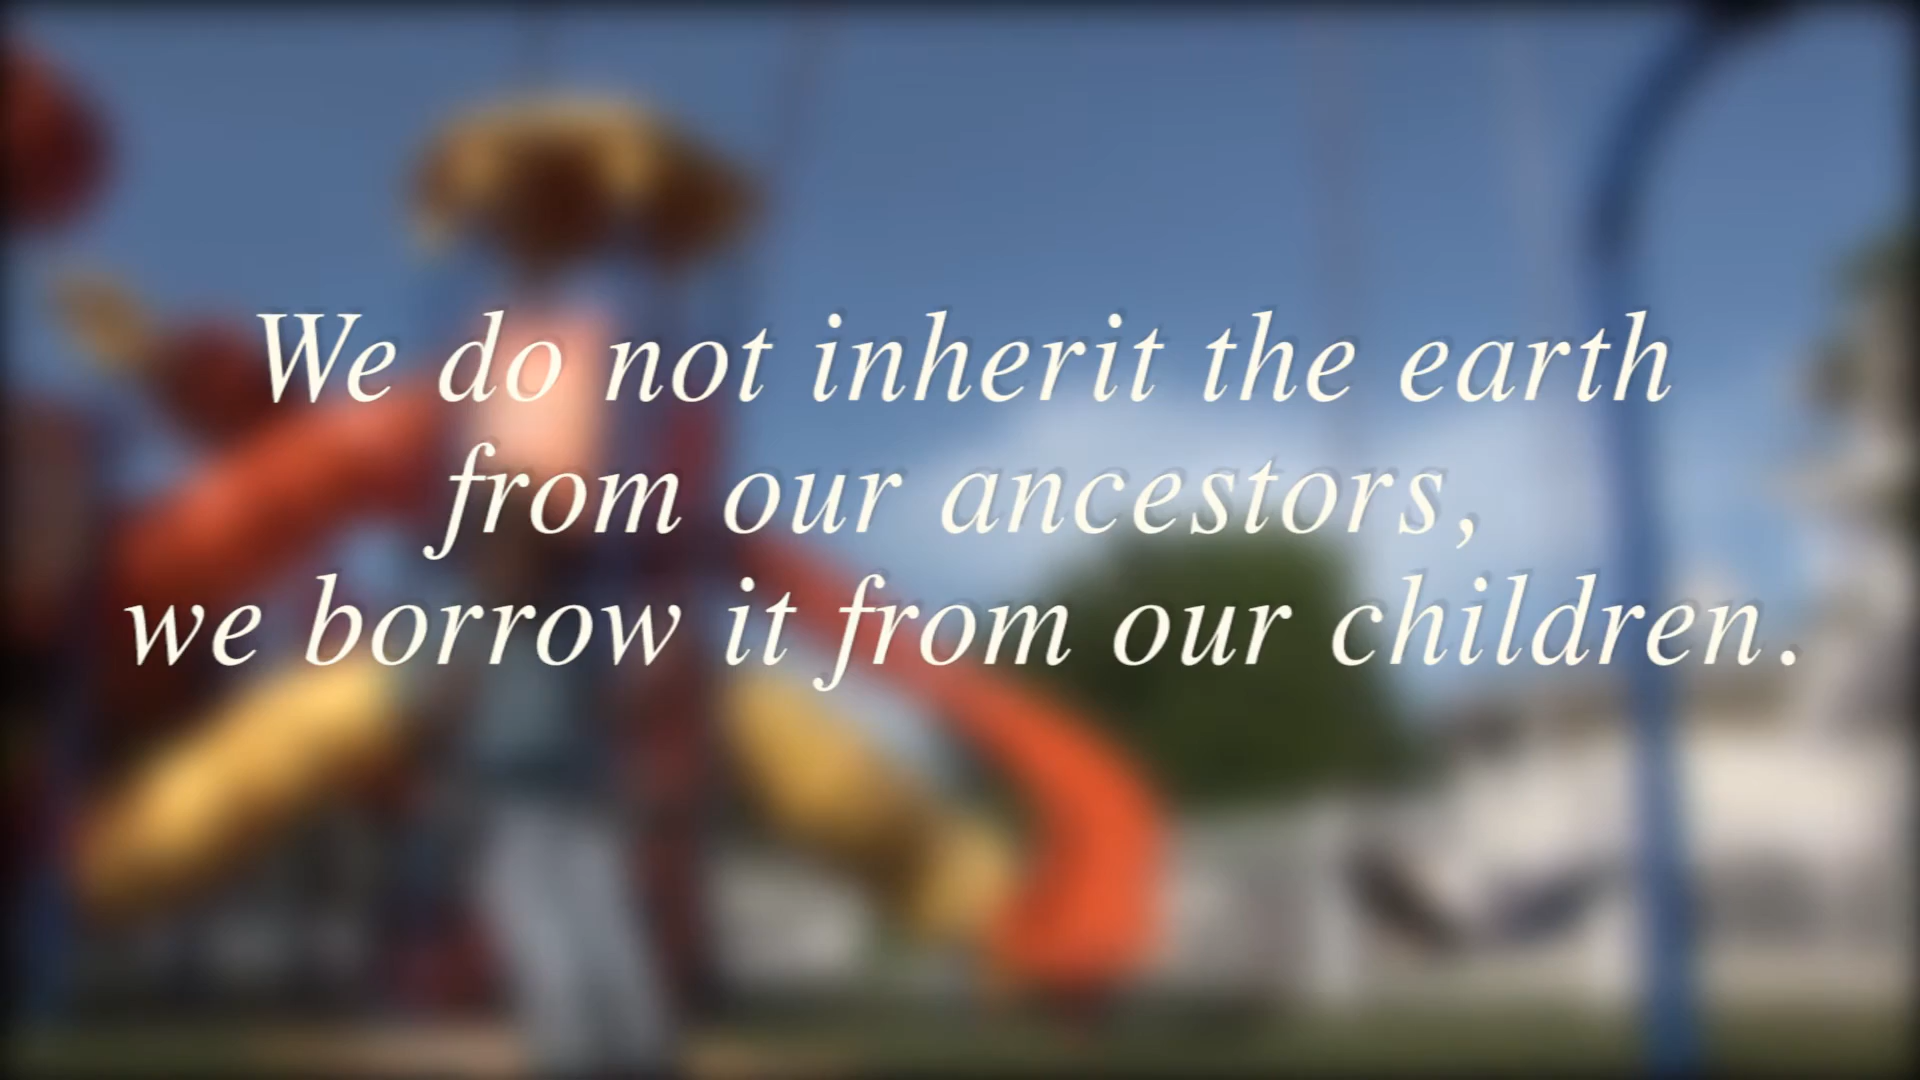 We do not inherit the earth
from our ancestors,
we borrow it from our children.